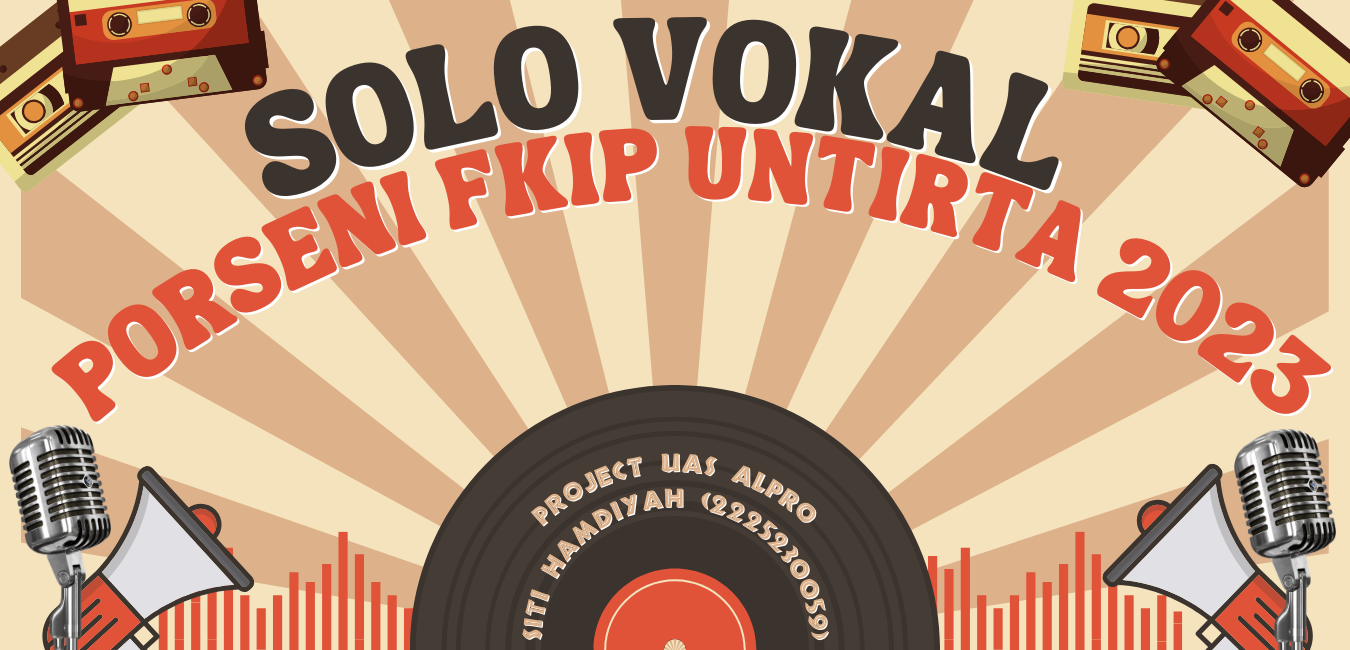 SOLO VOKAL
PORSENI FKIP UNTIRTA 2023
PROJECT UAS ALPRO
SITI HAMDIYAH (2225230059)